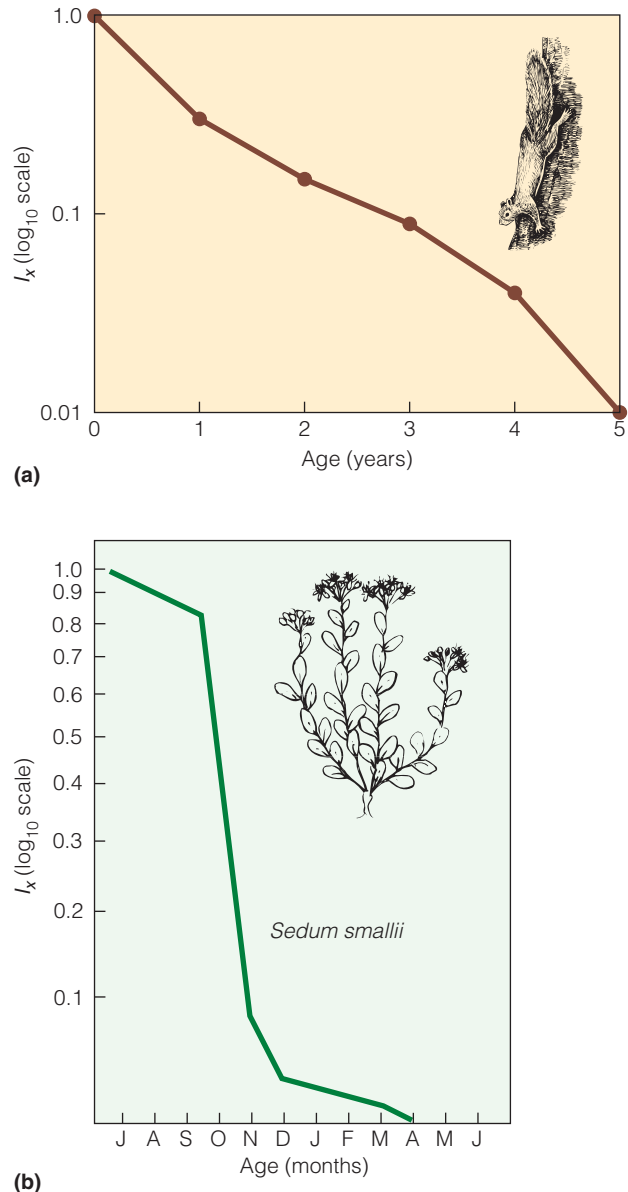 1.0
0.1
0.01
l_x (log10 scale)
0 1 2 3 4 5
Age (years)
(a)
1.0
0.9
0.8
0.7
0.6
0.5
0.4
0.3
0.2
0.1
l_x (log10 scale)
Sedum smallii
J A S O N D J F M A M J
Age (months)
(b)